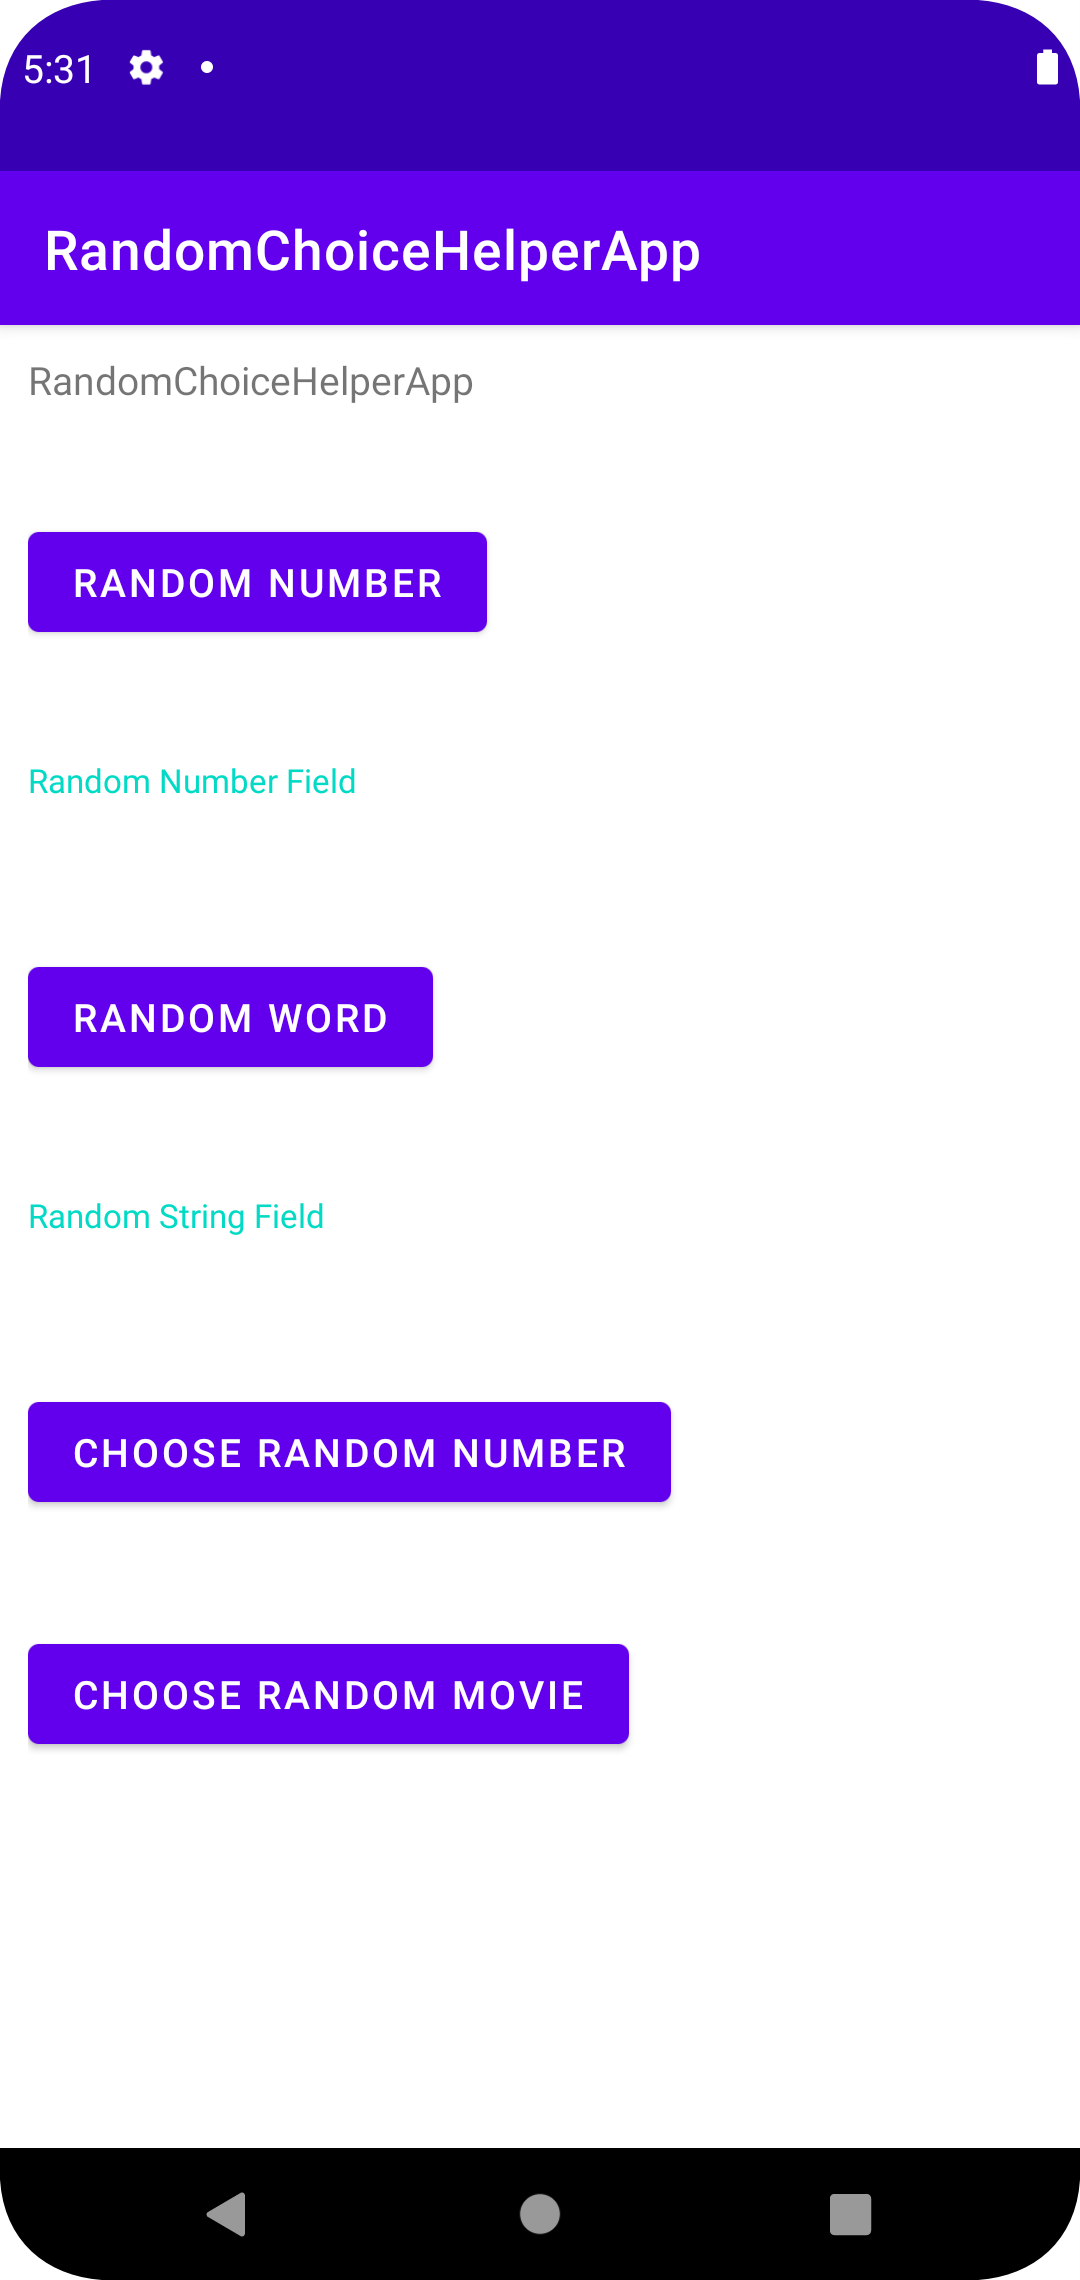 5:31
RandomChoiceHelperApp
RandomChoiceHelperApp
RANDOM NUMBER
Random Number Field
RANDOM WORD
Random String Field
CHOOSE RANDOM NUMBER
CHOOSE RANDOM MOVIE